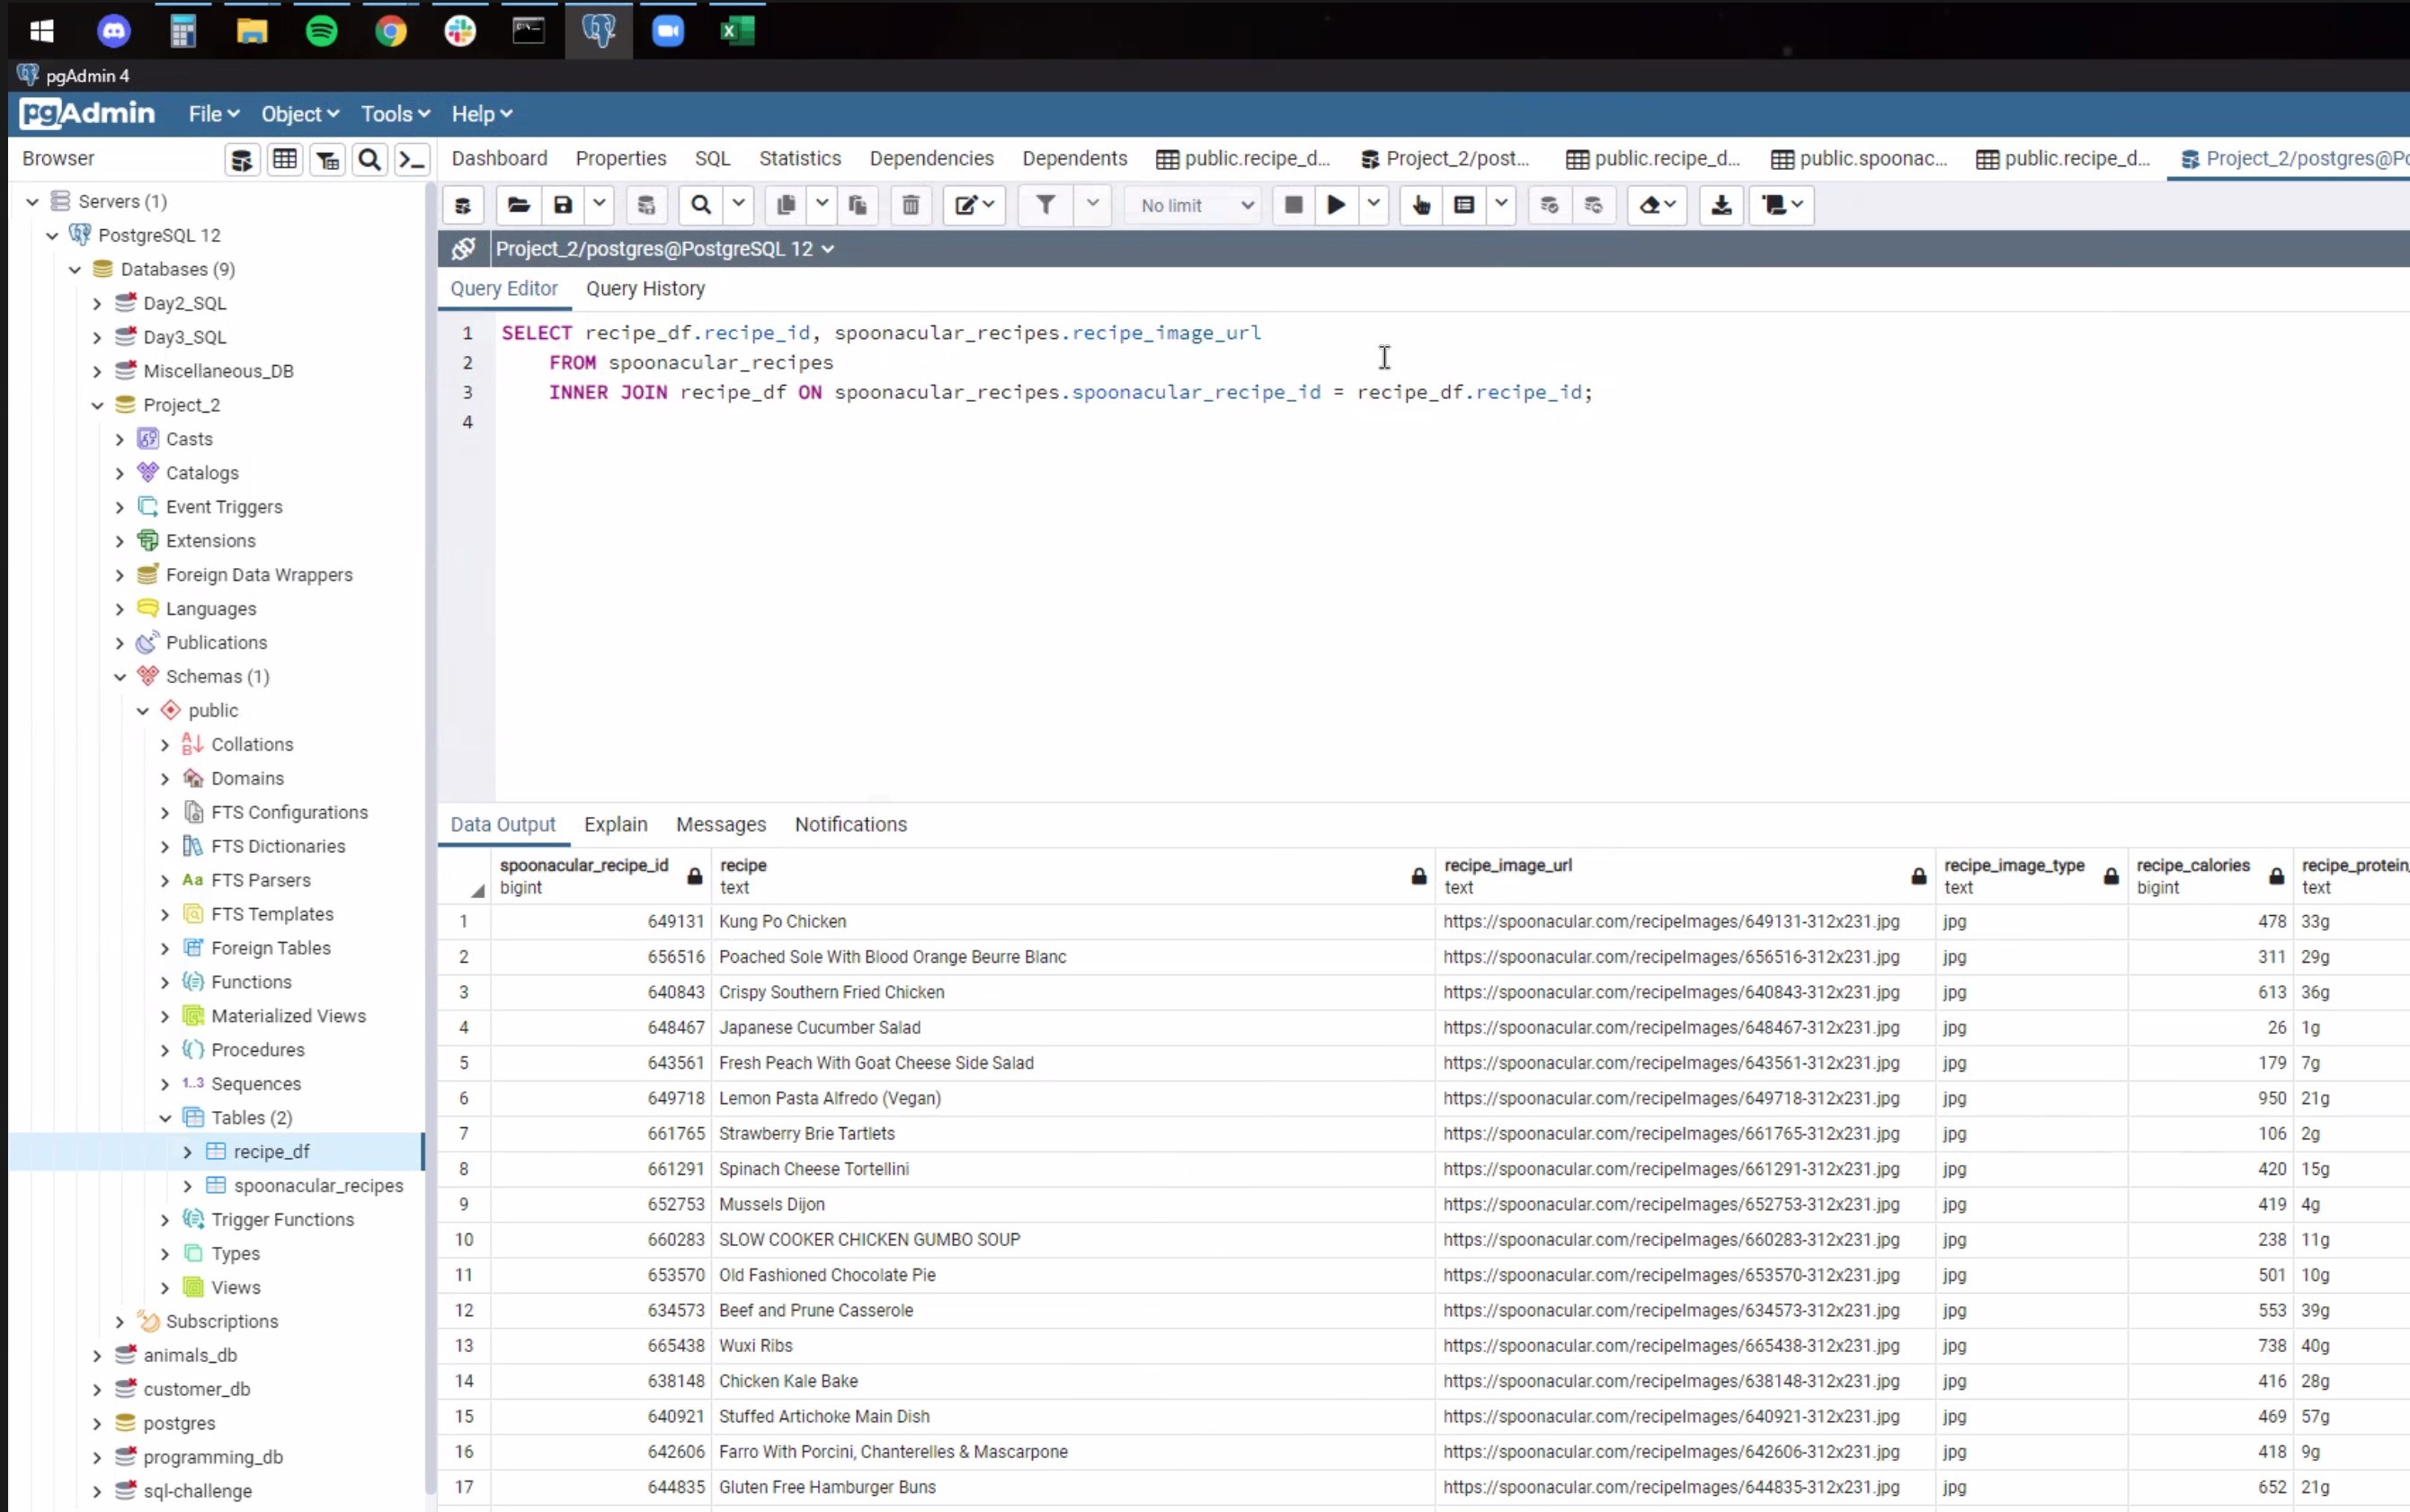 pgAdmin 4
pgAdmin File Object Tools Help
Browser
Dashboard Properties SQL Statistics Dependencies Dependents public.recipe_d... Project_2/post... public.recipe_d... public.spoonac... public.recipe_d... Project_2/postgres@Po
No limit
Project_2/postgres@PostgreSQL 12
Query Editor Query History
1 SELECT recipe_df.recipe_id, spoonacular_recipes.recipe_image_url
2 FROM spoonacular_recipes
3 INNER JOIN recipe_df ON spoonacular_recipes.spoonacular_recipe_id = recipe_df.recipe_id;
4
Servers (1)
PostgreSQL 12
Databases (9)
Day2_SQL
Day3_SQL
Miscellaneous_DB
Project_2
Casts
Catalogs
Event Triggers
Extensions
Foreign Data Wrappers
Languages
Publications
Schemas (1)
public
Collations
Domains
FTS Configurations
FTS Dictionaries
Aa FTS Parsers
FTS Templates
Foreign Tables
Functions
Materialized Views
Procedures
1..3 Sequences
Tables (2)
recipe_df
spoonacular_recipes
Trigger Functions
Types
Views
Subscriptions
animals_db
customer_db
postgres
programming_db
sql-challenge
Data Output Explain Messages Notifications
spoonacular_recipe_id recipe recipe_image_url recipe_image_type recipe_calories recipe_protein_
bigint text text text bigint text
1 649131 Kung Po Chicken https://spoonacular.com/recipeImages/649131-312x231.jpg jpg 478 33g
2 656516 Poached Sole With Blood Orange Beurre Blanc https://spoonacular.com/recipeImages/656516-312x231.jpg jpg 311 29g
3 640843 Crispy Southern Fried Chicken https://spoonacular.com/recipeImages/640843-312x231.jpg jpg 613 36g
4 648467 Japanese Cucumber Salad https://spoonacular.com/recipeImages/648467-312x231.jpg jpg 26 1g
5 643561 Fresh Peach With Goat Cheese Side Salad https://spoonacular.com/recipeImages/643561-312x231.jpg jpg 179 7g
6 649718 Lemon Pasta Alfredo (Vegan) https://spoonacular.com/recipeImages/649718-312x231.jpg jpg 950 21g
7 661765 Strawberry Brie Tartlets https://spoonacular.com/recipeImages/661765-312x231.jpg jpg 106 2g
8 661291 Spinach Cheese Tortellini https://spoonacular.com/recipeImages/661291-312x231.jpg jpg 420 15g
9 652753 Mussels Dijon https://spoonacular.com/recipeImages/652753-312x231.jpg jpg 419 4g
10 660283 SLOW COOKER CHICKEN GUMBO SOUP https://spoonacular.com/recipeImages/660283-312x231.jpg jpg 238 11g
11 653570 Old Fashioned Chocolate Pie https://spoonacular.com/recipeImages/653570-312x231.jpg jpg 501 10g
12 634573 Beef and Prune Casserole https://spoonacular.com/recipeImages/634573-312x231.jpg jpg 553 39g
13 665438 Wuxi Ribs https://spoonacular.com/recipeImages/665438-312x231.jpg jpg 738 40g
14 638148 Chicken Kale Bake https://spoonacular.com/recipeImages/638148-312x231.jpg jpg 416 28g
15 640921 Stuffed Artichoke Main Dish https://spoonacular.com/recipeImages/640921-312x231.jpg jpg 469 57g
16 642606 Farro With Porcini, Chanterelles & Mascarpone https://spoonacular.com/recipeImages/642606-312x231.jpg jpg 418 9g
17 644835 Gluten Free Hamburger Buns https://spoonacular.com/recipeImages/644835-312x231.jpg jpg 652 21g